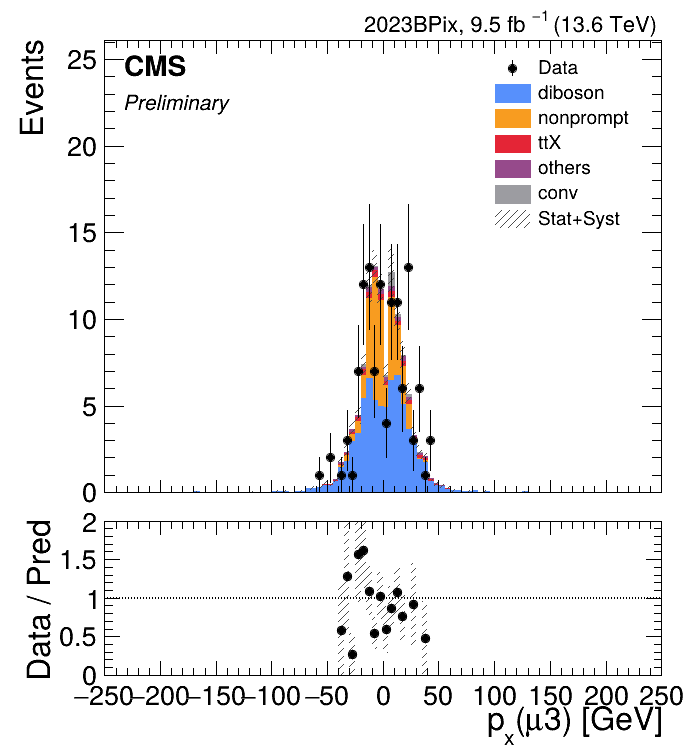 2023BPix, 9.5 fb⁻¹ (13.6 TeV)
CMS
Preliminary
Events
25
20
15
10
5
0
Data
diboson
nonprompt
ttX
others
conv
Stat+Syst
Data / Pred
2
1.5
1
0.5
0
−250 −200 −150 −100 −50 0 50 100 150 200 250
pₓ(μ3) [GeV]